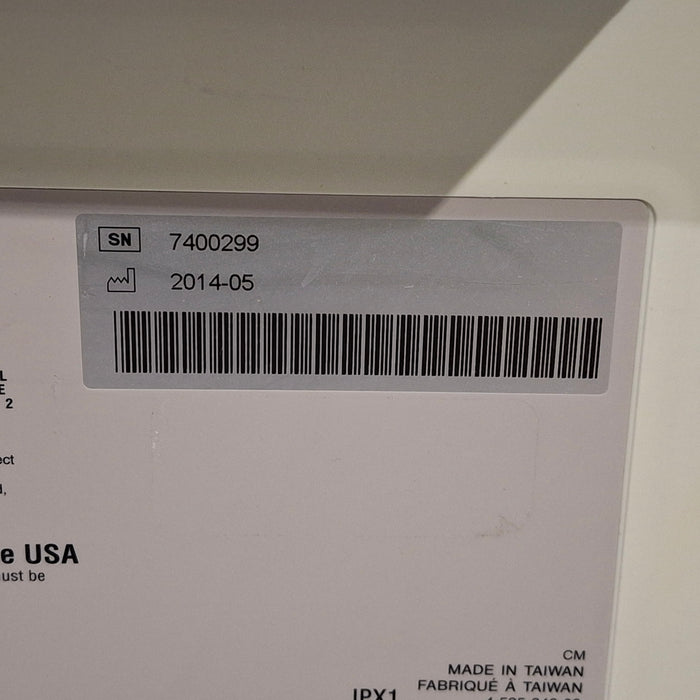 SN 7400299
2014-05
L
E
2
ect
e USA
ust be
CM
MADE IN TAIWAN
IPX1 FABRIQUÉ À TAIWAN